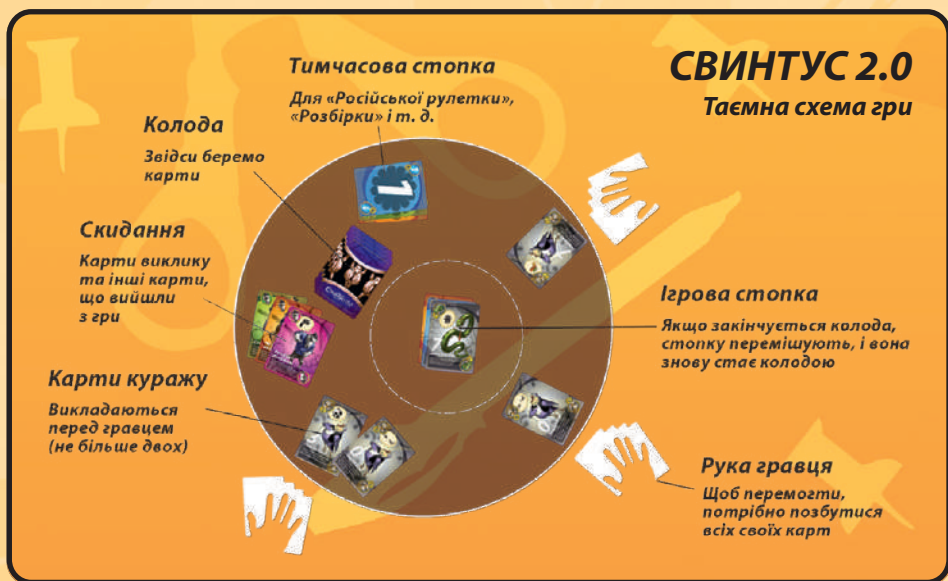 СВИНТУС 2.0
Таємна схема гри
Тимчасова стопка
Для «Російської рулетки»,
«Розбірки» і т. д.
Колода
Звідси беремо
карти
Скидання
Карти виклику
та інші карти,
що вийшли
з гри
Карти куражу
Викладаються
перед гравцем
(не більше двох)
Ігрова стопка
Якщо закінчується колода,
стопку перемішують, і вона
знову стає колодою
Рука гравця
Щоб перемогти,
потрібно позбутися
всіх своїх карт
1